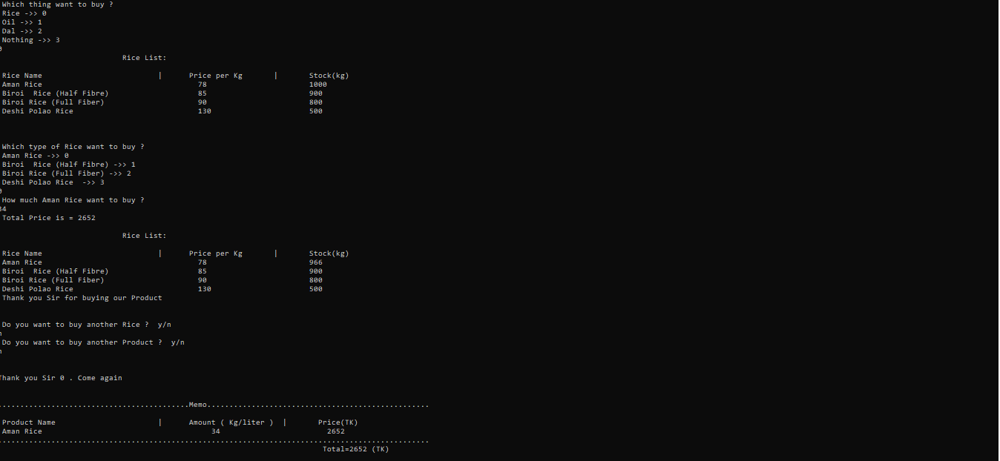 Which thing want to buy ?
Rice ->> 0
Oil ->> 1
Dal ->> 2
Nothing ->> 3
0
Rice List:
Rice Name | Price per Kg | Stock(kg)
Aman Rice 78 1000
Biroi  Rice (Half Fibre) 85 900
Biroi Rice (Full Fiber) 90 800
Deshi Polao Rice 130 500
Which type of Rice want to buy ?
Aman Rice ->> 0
Biroi  Rice (Half Fibre) ->> 1
Biroi Rice (Full Fiber) ->> 2
Deshi Polao Rice  ->> 3
0
How much Aman Rice want to buy ?
34
Total Price is = 2652
Rice List:
Rice Name | Price per Kg | Stock(kg)
Aman Rice 78 966
Biroi  Rice (Half Fibre) 85 900
Biroi Rice (Full Fiber) 90 800
Deshi Polao Rice 130 500
Thank you Sir for buying our Product
Do you want to buy another Rice ?  y/n
n
Do you want to buy another Product ?  y/n
n
Thank you Sir 0 . Come again
..........................................Memo..................................................
Product Name | Amount ( Kg/liter ) | Price(TK)
Aman Rice 34 2652
................................................................................................
Total=2652 (TK)